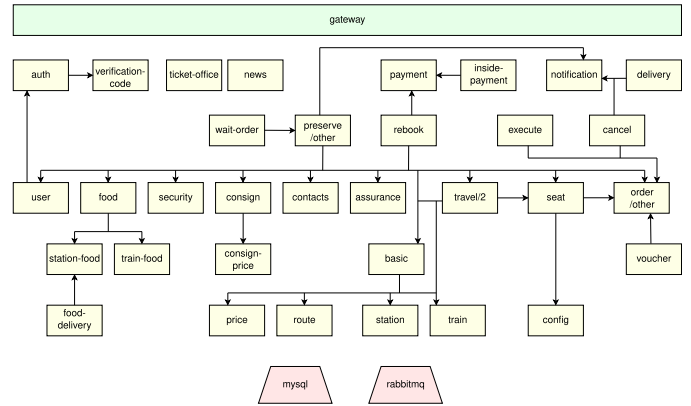 gateway
auth
verification-
code
ticket-office
news
payment
inside-
payment
notification
delivery
wait-order
preserve
/other
rebook
execute
cancel
user
food
security
consign
contacts
assurance
travel/2
seat
order
/other
station-food
train-food
consign-
price
basic
voucher
food-
delivery
price
route
station
train
config
mysql
rabbitmq